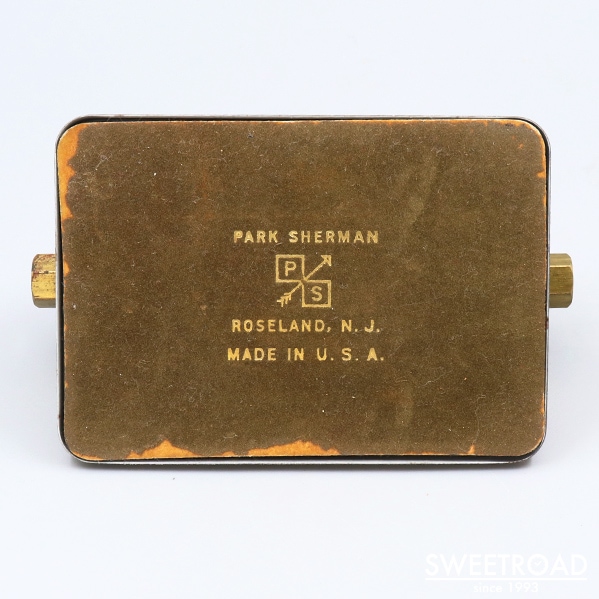 PARK SHERMAN
P
S
ROSELAND, N. J.
MADE IN U. S. A.
SWEETROAD
since 1993